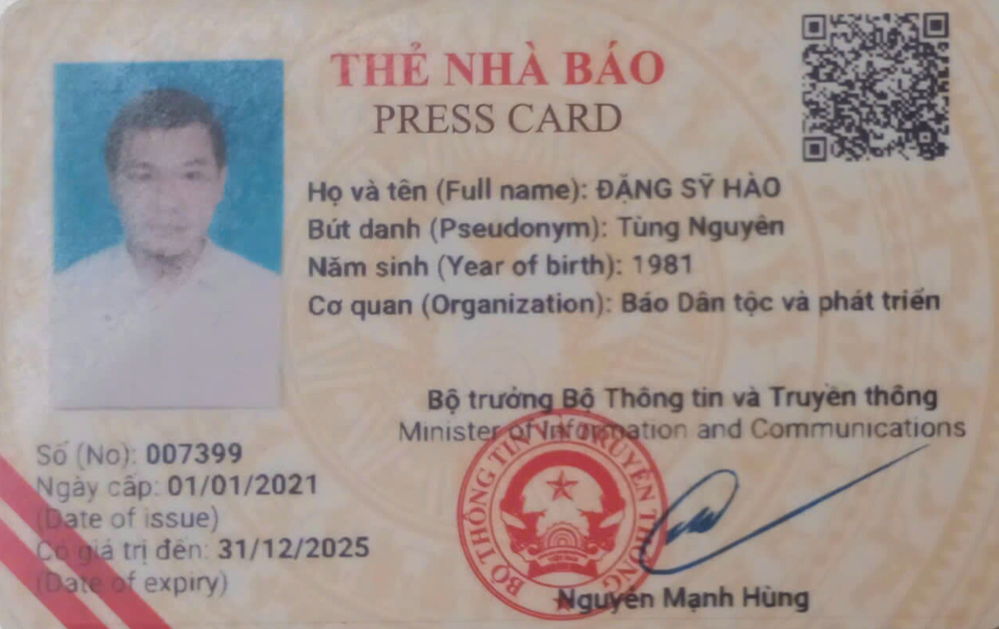 THẺ NHÀ BÁO
PRESS CARD
Họ và tên (Full name): ĐẶNG SỸ HÀO
Bút danh (Pseudonym): Tùng Nguyên
Năm sinh (Year of birth): 1981
Cơ quan (Organization): Báo Dân tộc và phát triển
Bộ trưởng Bộ Thông tin và Truyền thông
Minister of Information and Communications
BỘ THÔNG TIN VÀ TRUYỀN THÔNG
Nguyễn Mạnh Hùng
Số (No): 007399
Ngày cấp: 01/01/2021
(Date of issue)
Có giá trị đến: 31/12/2025
(Date of expiry)